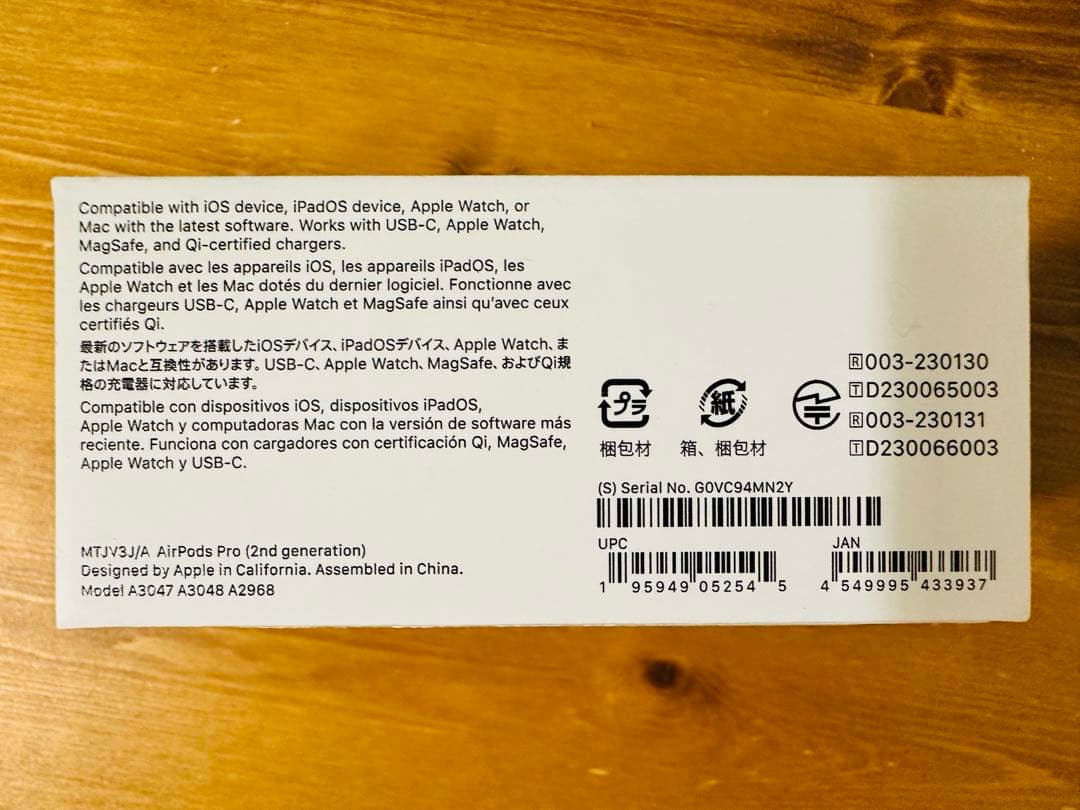 Compatible with iOS device, iPadOS device, Apple Watch, or
Mac with the latest software. Works with USB-C, Apple Watch,
MagSafe, and Qi-certified chargers.
Compatible avec les appareils iOS, les appareils iPadOS, les
Apple Watch et les Mac dotés du dernier logiciel. Fonctionne avec
les chargeurs USB-C, Apple Watch et MagSafe ainsi qu'avec ceux
certifiés Qi.
最新のソフトウェアを搭載したiOSデバイス、iPadOSデバイス、Apple Watch、ま
たはMacと互換性があります。USB-C、Apple Watch、MagSafe、およびQi規
格の充電器に対応しています。
Compatible con dispositivos iOS, dispositivos iPadOS,
Apple Watch y computadoras Mac con la versión de software más
reciente. Funciona con cargadores con certificación Qi, MagSafe,
Apple Watch y USB-C.
MTJV3J/A AirPods Pro (2nd generation)
Designed by Apple in California. Assembled in China.
Model A3047 A3048 A2968
プラ
梱包材
紙
箱、梱包材
R 003-230130
T D230065003
R 003-230131
T D230066003
(S) Serial No. G0VC94MN2Y
UPC
1 95949 05254 5
JAN
4 549995 433937